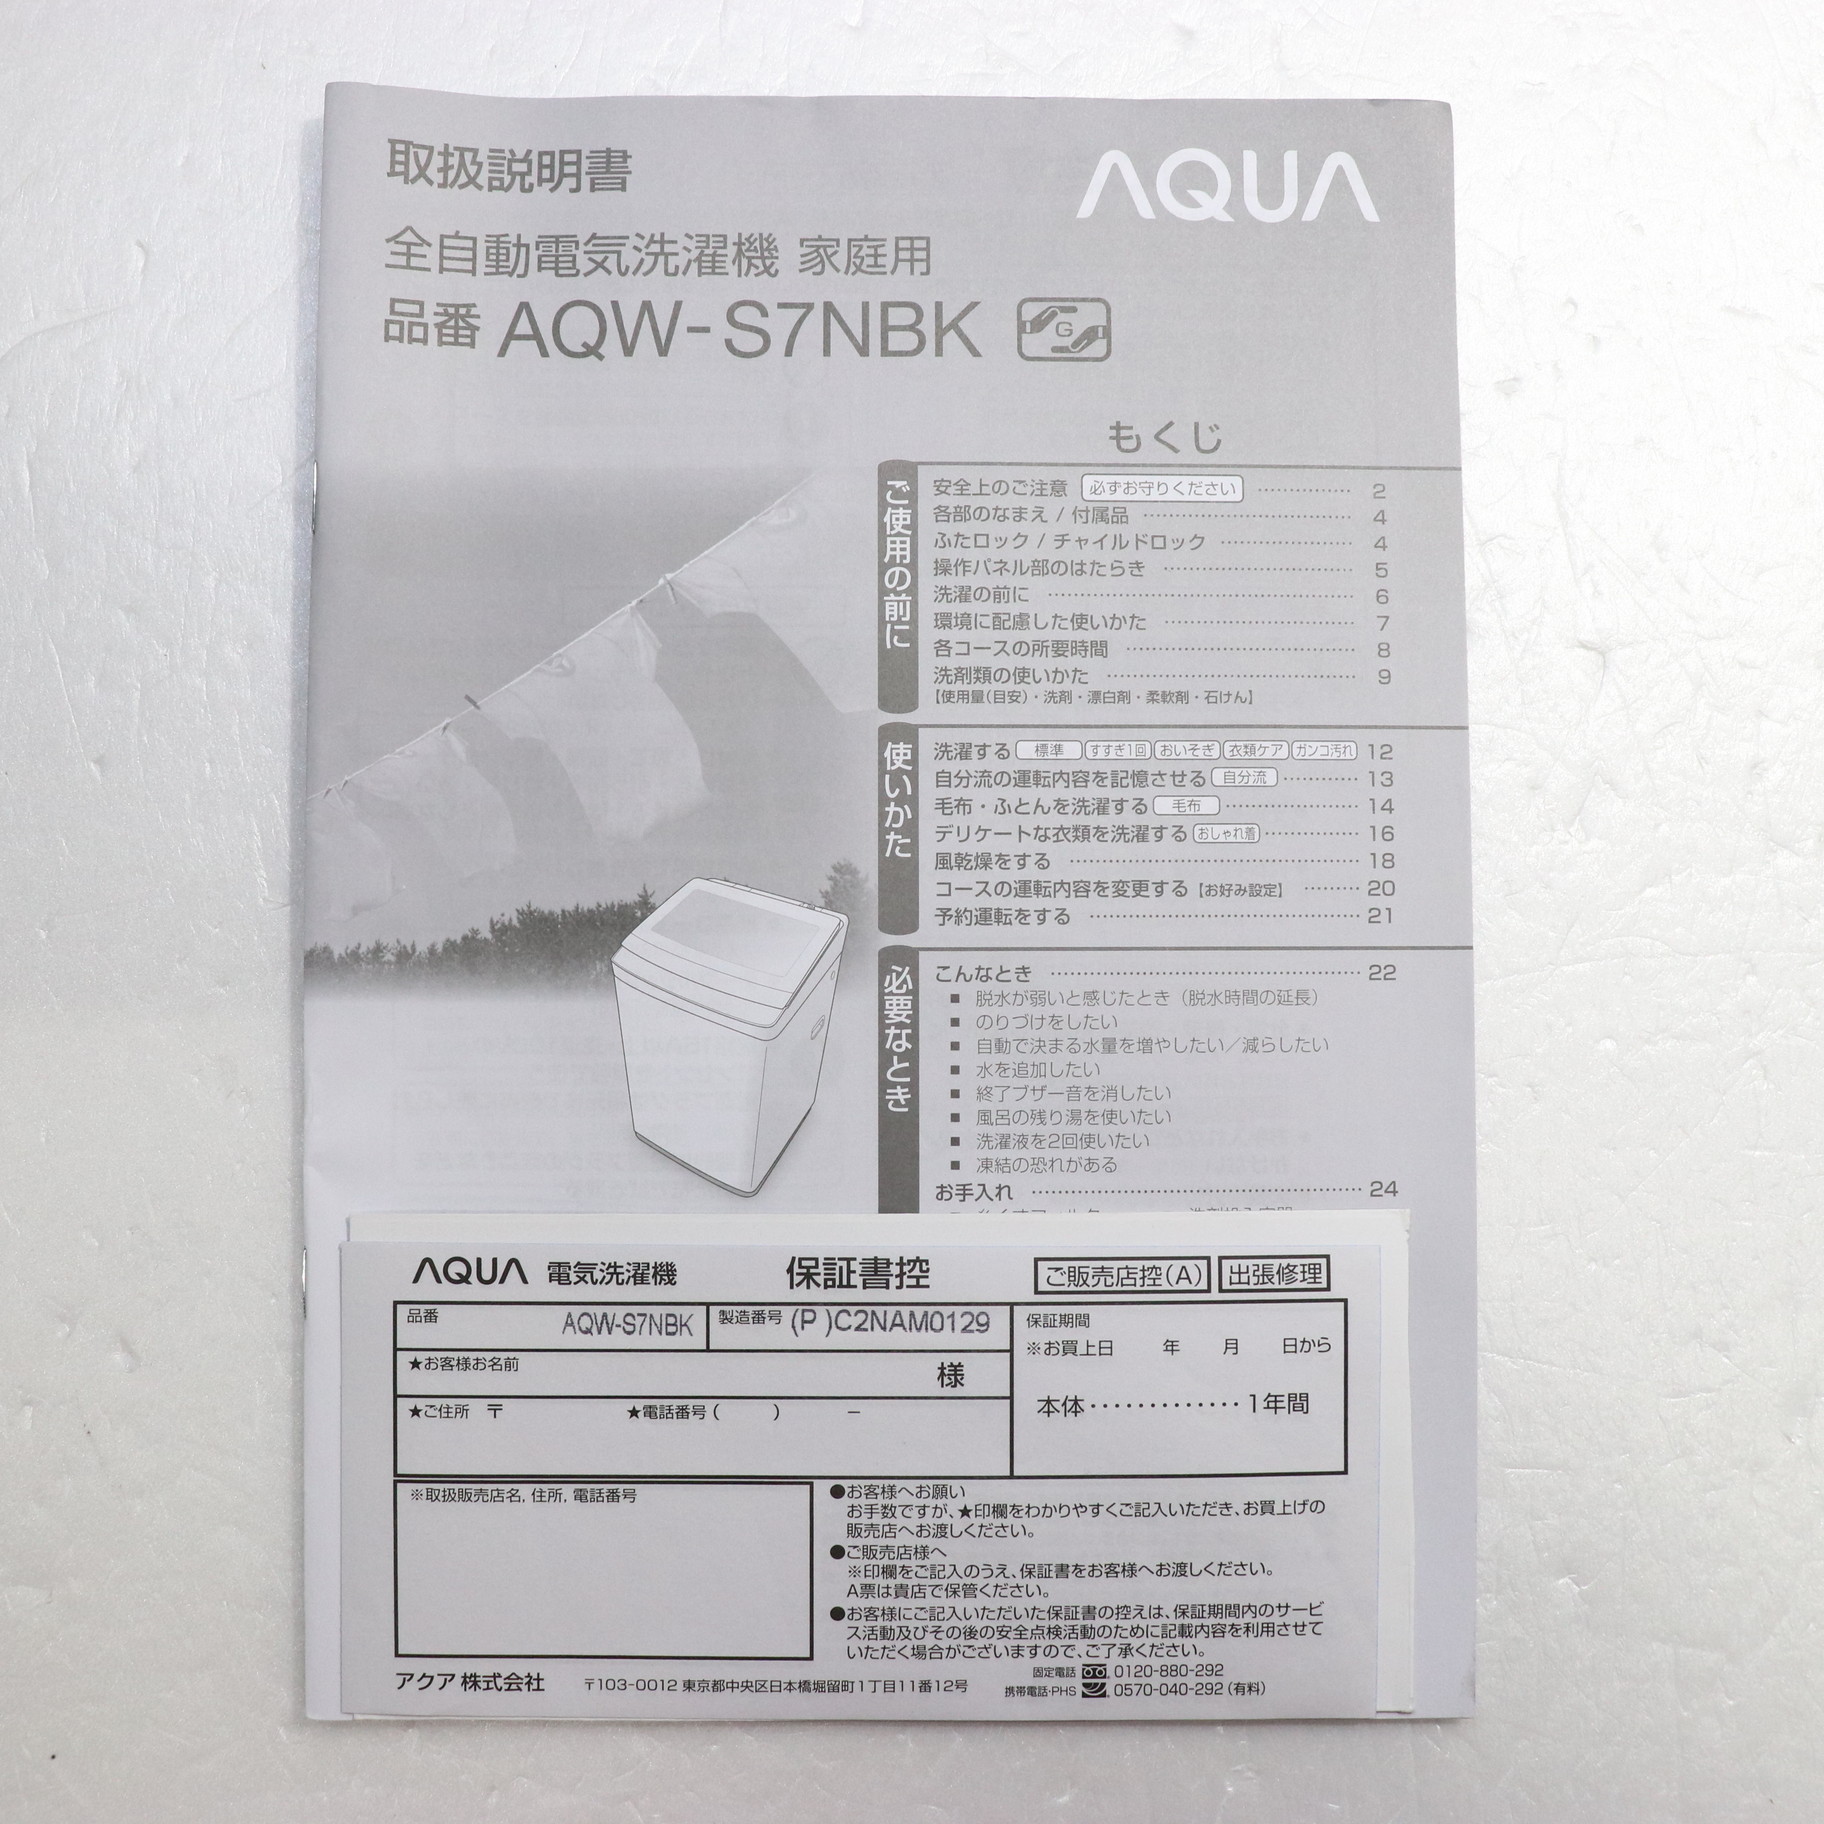 取扱説明書
AQUA
全自動電気洗濯機 家庭用
品番 AQW-S7NBK
G
もくじ
ご使用の前に
安全上のご注意 必ずお守りください ………… 2
各部のなまえ / 付属品 ………… 4
ふたロック / チャイルドロック ………… 4
操作パネル部のはたらき ………… 5
洗濯の前に ………… 6
環境に配慮した使いかた ………… 7
各コースの所要時間 ………… 8
洗剤類の使いかた ………… 9
【使用量(目安)・洗剤・漂白剤・柔軟剤・石けん】
使いかた
洗濯する 標準 すすぎ1回 おいそぎ 衣類ケア ガンコ汚れ 12
自分流の運転内容を記憶させる 自分流 ………… 13
毛布・ふとんを洗濯する 毛布 ………… 14
デリケートな衣類を洗濯する おしゃれ着 ………… 16
風乾燥をする ………… 18
コースの運転内容を変更する【お好み設定】 ………… 20
予約運転をする ………… 21
必要なとき
こんなとき ………… 22
■ 脱水が弱いと感じたとき（脱水時間の延長）
■ のりづけをしたい
■ 自動で決まる水量を増やしたい／減らしたい
■ 水を追加したい
■ 終了ブザー音を消したい
■ 風呂の残り湯を使いたい
■ 洗濯液を2回使いたい
■ 凍結の恐れがある
お手入れ ………… 24
AQUA 電気洗濯機 保証書控 ご販売店控(A) 出張修理
品番 AQW-S7NBK 製造番号 (P )C2NAM0129
保証期間
※お買上日 年 月 日から
本体・・・・・・・・・・・・・1年間
★お客様お名前 様
★ご住所 〒 ★電話番号 ( ) −
※取扱販売店名, 住所, 電話番号
●お客様へお願い
お手数ですが、★印欄をわかりやすくご記入いただき、お買上げの
販売店へお渡しください。
●ご販売店様へ
※印欄をご記入のうえ、保証書をお客様へお渡しください。
A票は貴店で保管ください。
●お客様にご記入いただいた保証書の控えは、保証期間内のサービ
ス活動及びその後の安全点検活動のために記載内容を利用させて
いただく場合がございますので、ご了承ください。
アクア 株式会社 〒103-0012 東京都中央区日本橋堀留町1丁目11番12号
固定電話 0120-880-292
携帯電話・PHS 0570-040-292 (有料)